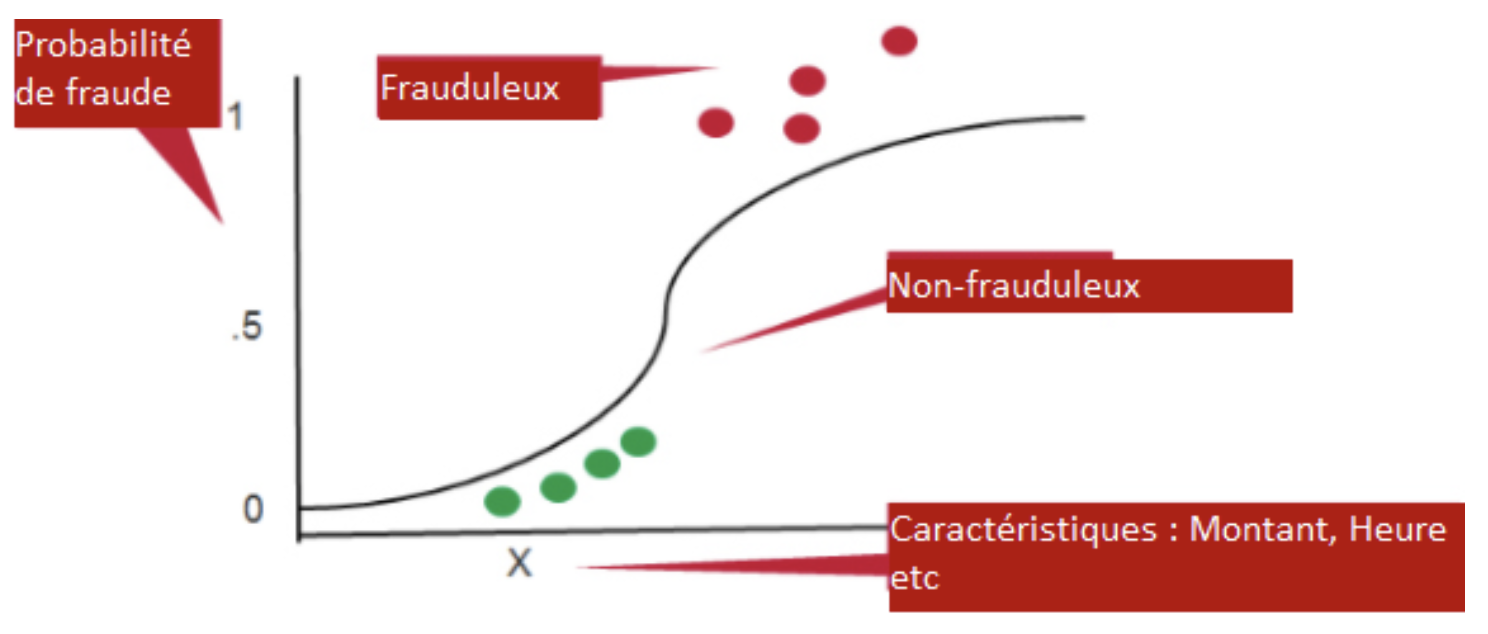 Probabilité
de fraude
Frauduleux
1
Non-frauduleux
.5
0
Caractéristiques : Montant, Heure
etc
X